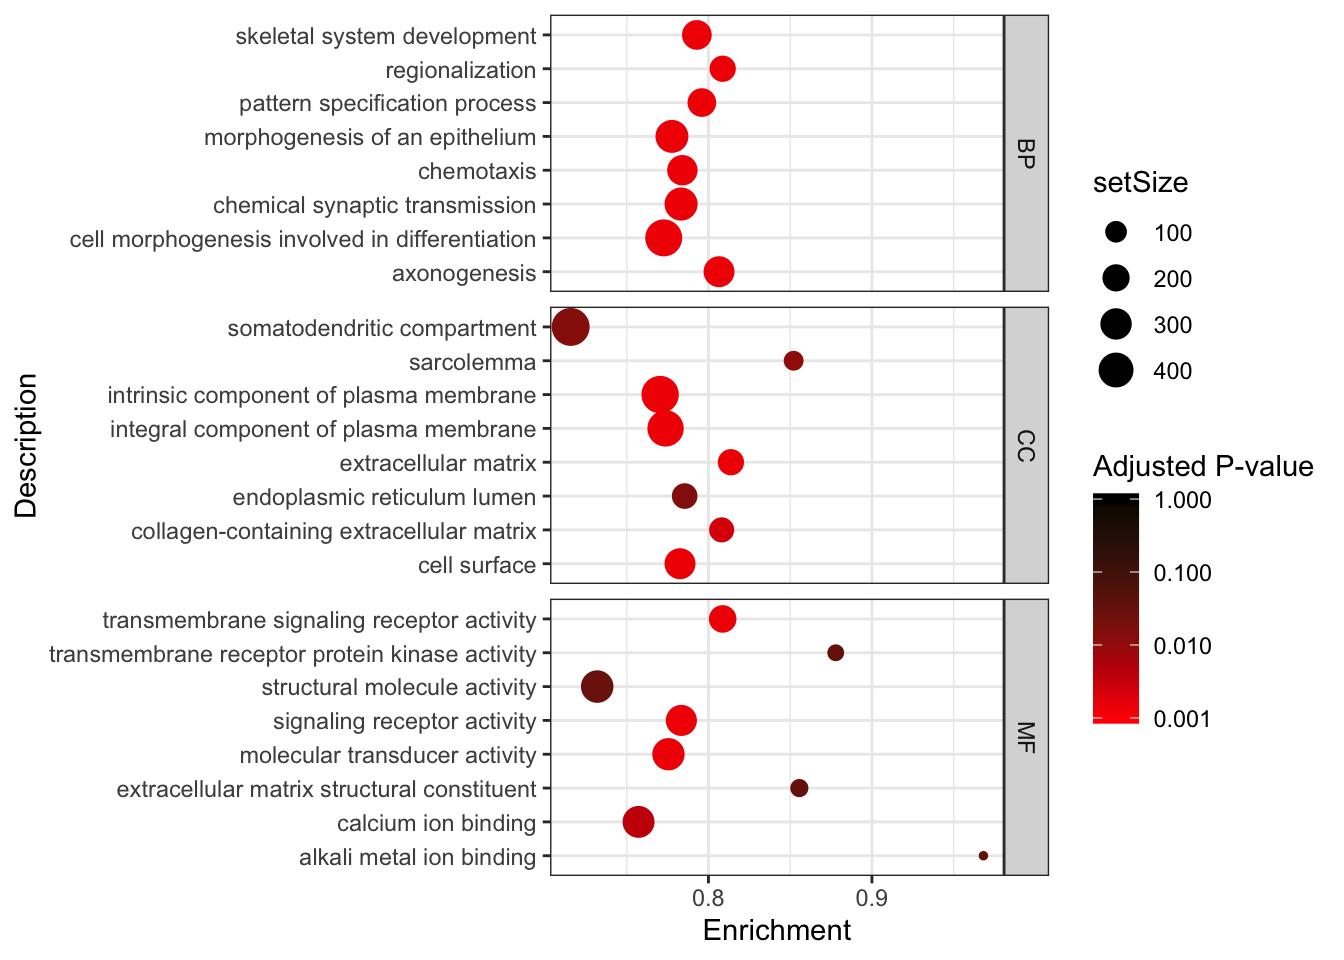 skeletal system development
regionalization
pattern specification process
morphogenesis of an epithelium
chemotaxis
chemical synaptic transmission
cell morphogenesis involved in differentiation
axonogenesis
BP
somatodendritic compartment
sarcolemma
intrinsic component of plasma membrane
integral component of plasma membrane
extracellular matrix
endoplasmic reticulum lumen
collagen-containing extracellular matrix
cell surface
CC
transmembrane signaling receptor activity
transmembrane receptor protein kinase activity
structural molecule activity
signaling receptor activity
molecular transducer activity
extracellular matrix structural constituent
calcium ion binding
alkali metal ion binding
MF
0.8
0.9
Enrichment
Description
setSize
100
200
300
400
Adjusted P-value
1.000
0.100
0.010
0.001